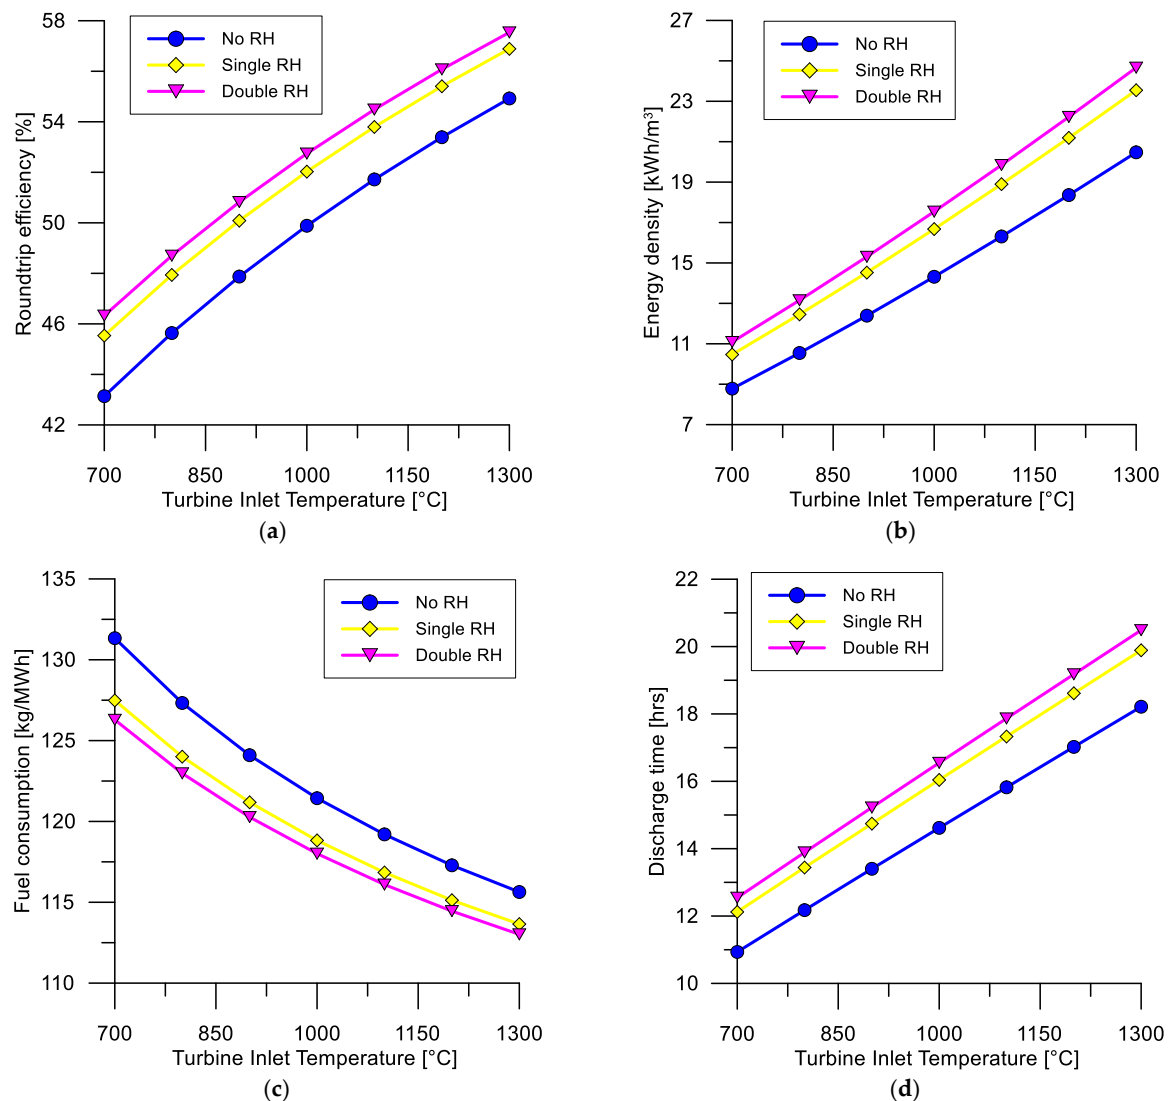 58
54
50
46
42
Roundtrip efficiency [%]
No RH
Single RH
Double RH
700 850 1000 1150 1300
Turbine Inlet Temperature [°C]
(a)
27
23
19
15
11
7
Energy density [kWh/m³]
No RH
Single RH
Double RH
700 850 1000 1150 1300
Turbine Inlet Temperature [°C]
(b)
135
130
125
120
115
110
Fuel consumption [kg/MWh]
No RH
Single RH
Double RH
700 850 1000 1150 1300
Turbine Inlet Temperature [°C]
(c)
22
20
18
16
14
12
10
Discharge time [hrs]
No RH
Single RH
Double RH
700 850 1000 1150 1300
Turbine Inlet Temperature [°C]
(d)